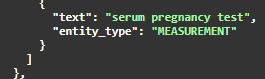 {
"text": "serum pregnancy test",
"entity_type": "MEASUREMENT"
}
]
},